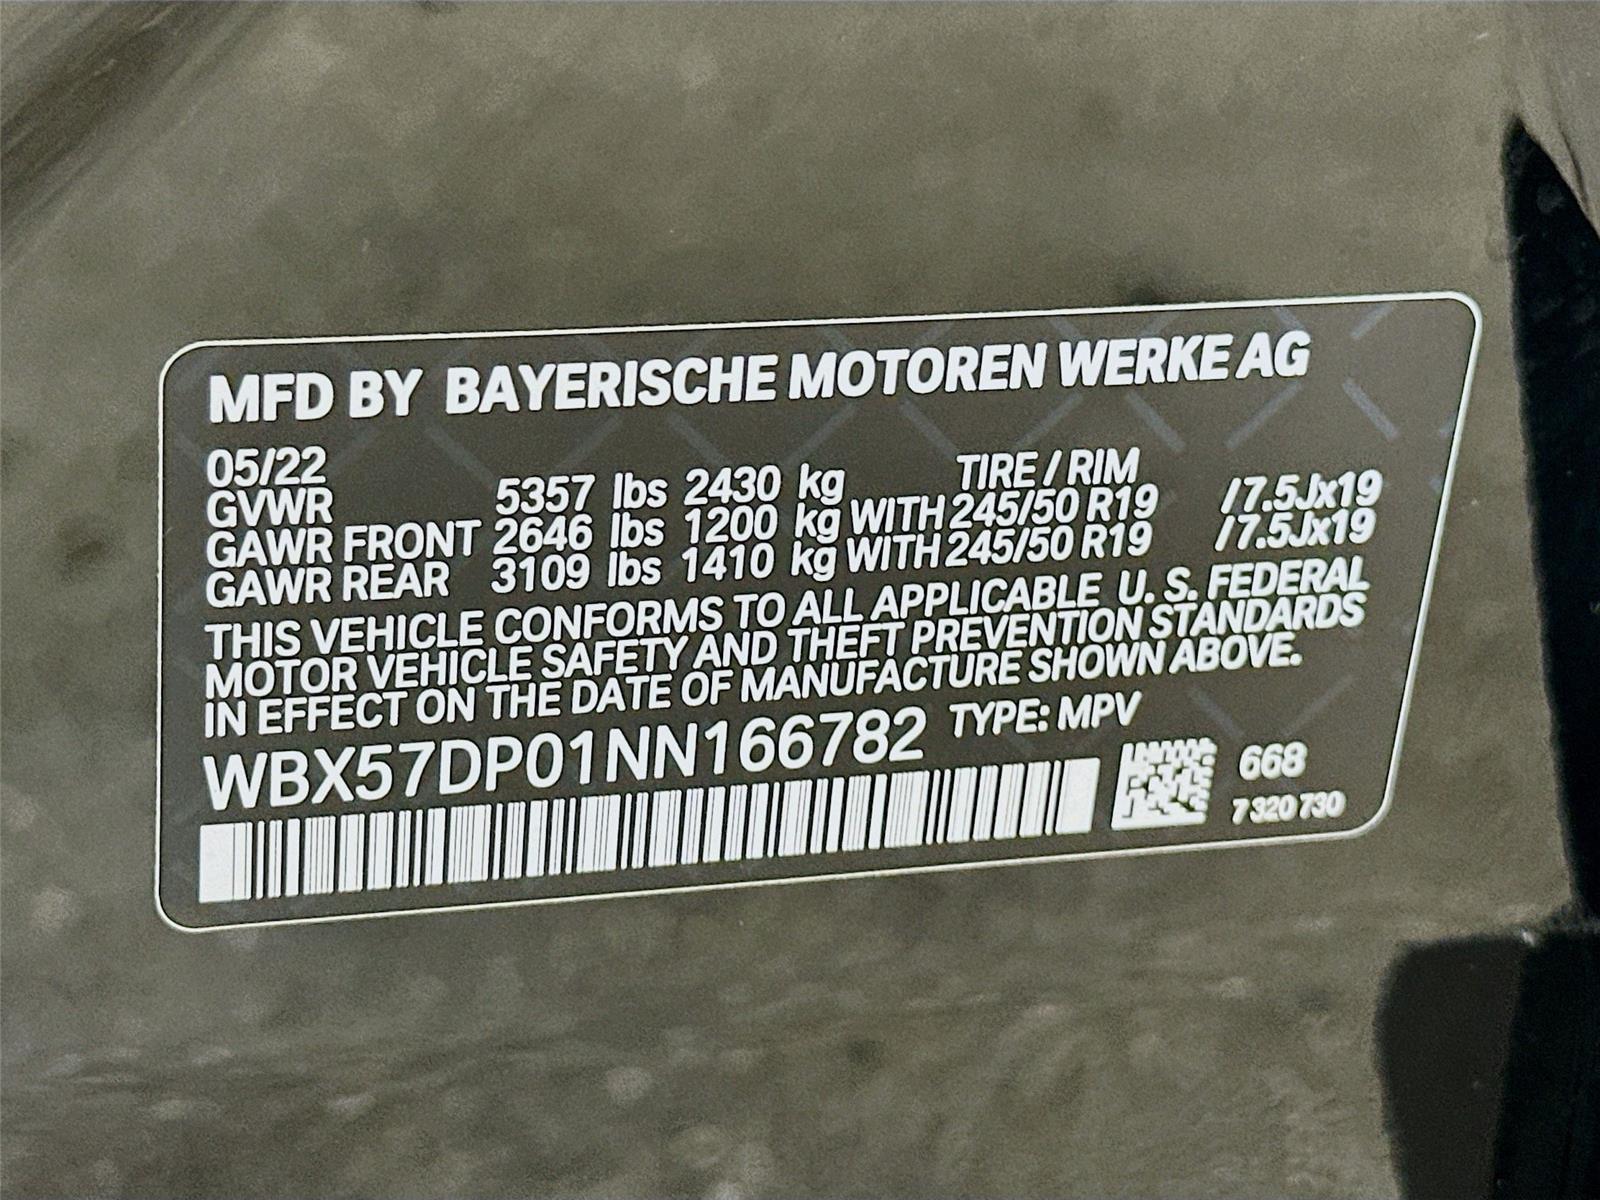 MFD BY BAYERISCHE MOTOREN WERKE AG
05/22 TIRE / RIM
GVWR 5357 lbs 2430 kg
GAWR FRONT 2646 lbs 1200 kg WITH 245/50 R19 /7.5Jx19
GAWR REAR 3109 lbs 1410 kg WITH 245/50 R19 /7.5Jx19
THIS VEHICLE CONFORMS TO ALL APPLICABLE U. S. FEDERAL
MOTOR VEHICLE SAFETY AND THEFT PREVENTION STANDARDS
IN EFFECT ON THE DATE OF MANUFACTURE SHOWN ABOVE.
WBX57DP01NN166782 TYPE: MPV
668
7 320 730